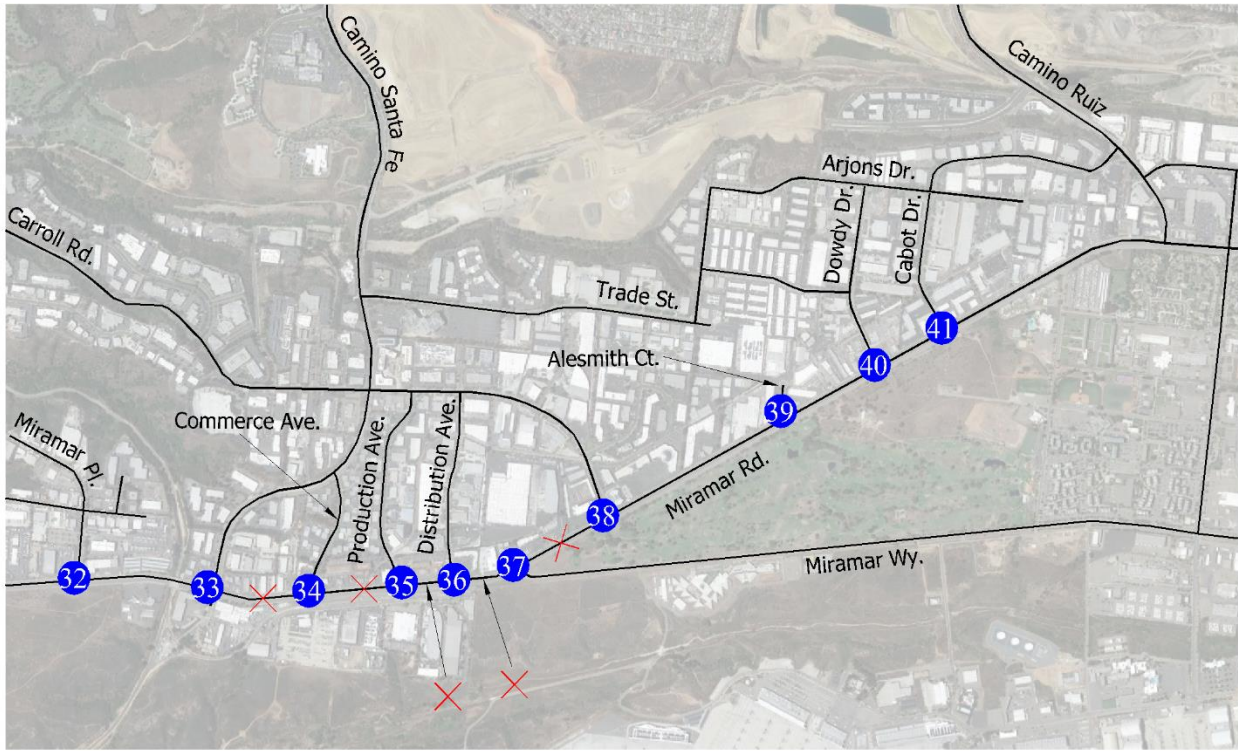 Camino Santa Fe
Camino Ruiz
Arjons Dr.
Carroll Rd.
Dowdy Dr.
Cabot Dr.
Trade St.
Alesmith Ct.
Commerce Ave.
Miramar Pl.
Production Ave.
Distribution Ave.
Miramar Rd.
Miramar Wy.
32
33
34
35
36
37
38
39
40
41